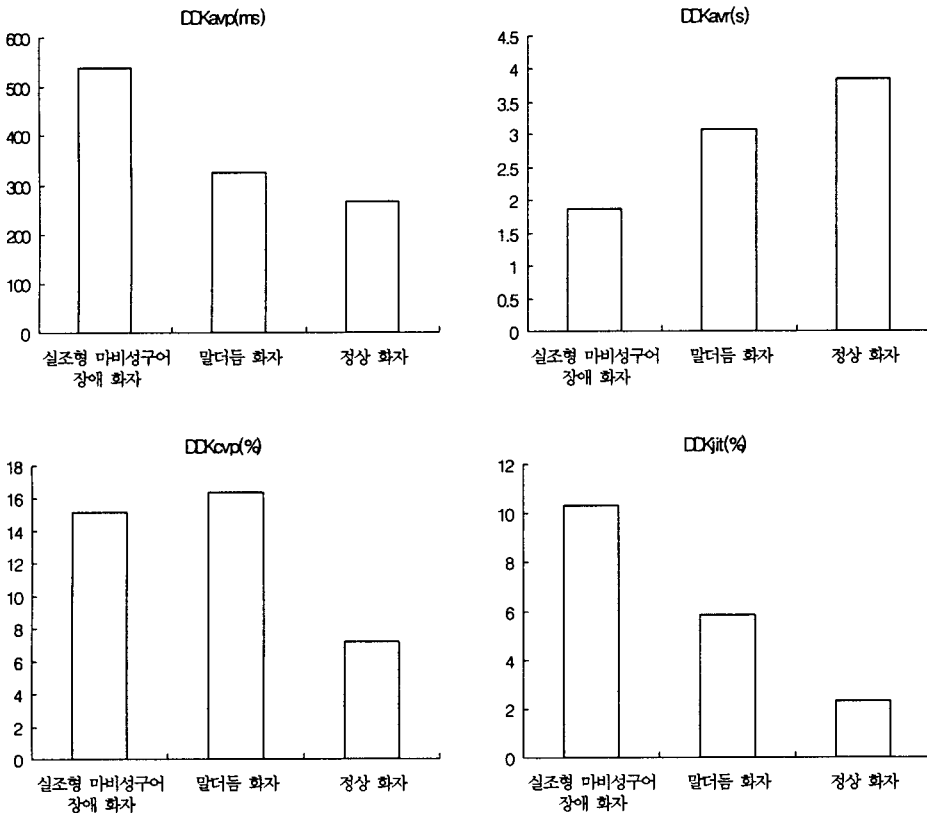 DDKavp(ms)
600
500
400
300
200
100
0
실조형 마비성구어
장애 화자
말더듬 화자
정상 화자
DDKavr(s)
4.5
4
3.5
3
2.5
2
1.5
1
0.5
0
실조형 마비성구어
장애 화자
말더듬 화자
정상 화자
DDKcvp(%)
18
16
14
12
10
8
6
4
2
0
실조형 마비성구어
장애 화자
말더듬 화자
정상 화자
DDKjit(%)
12
10
8
6
4
2
0
실조형 마비성구어
장애 화자
말더듬 화자
정상 화자